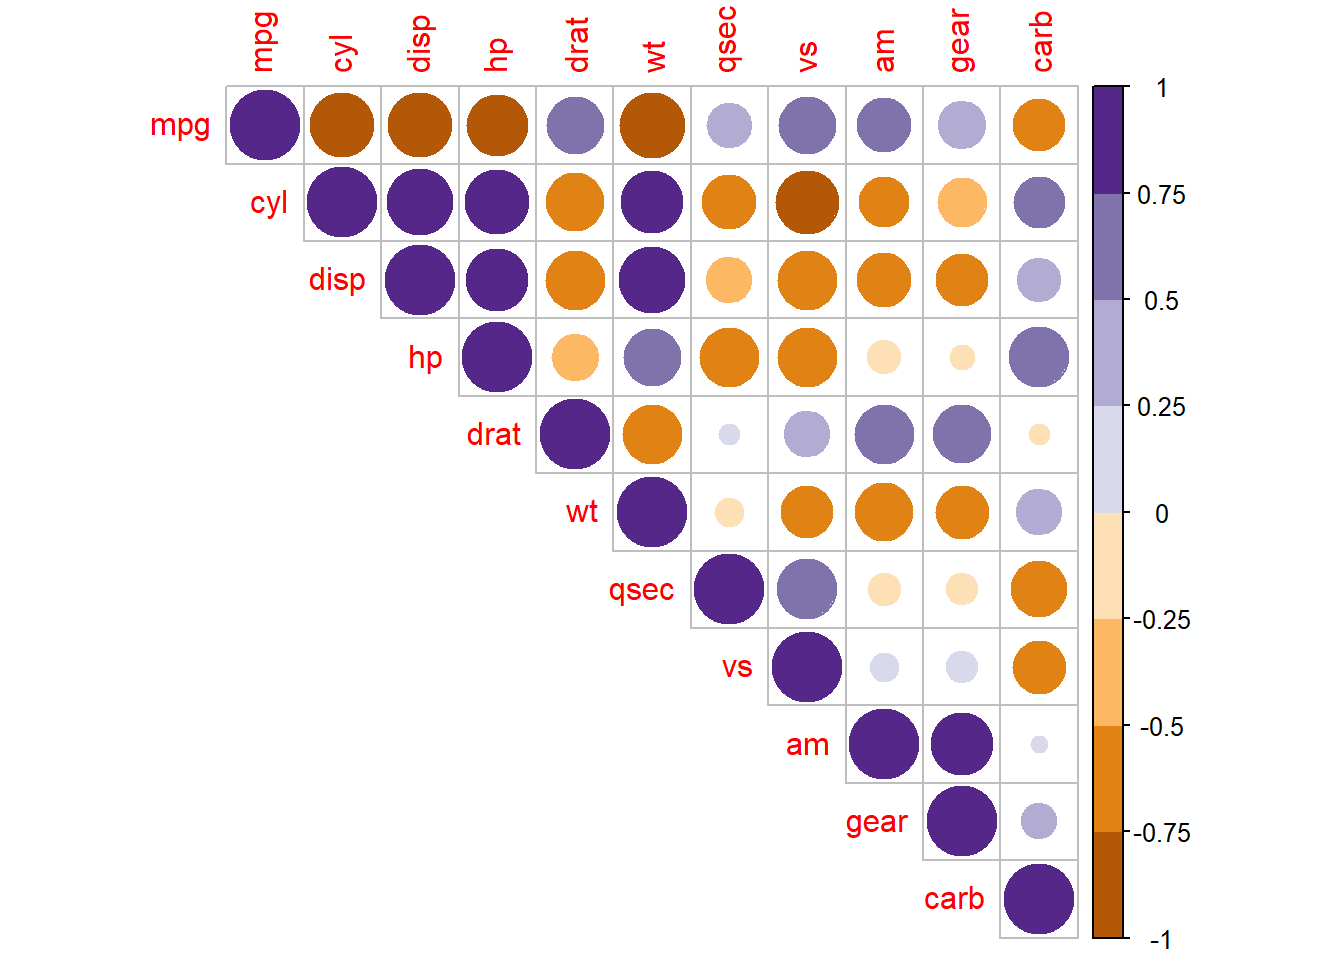 mpg cyl disp hp drat wt qsec vs am gear carb
mpg
cyl
disp
hp
drat
wt
qsec
vs
am
gear
carb
1
0.75
0.5
0.25
0
-0.25
-0.5
-0.75
-1